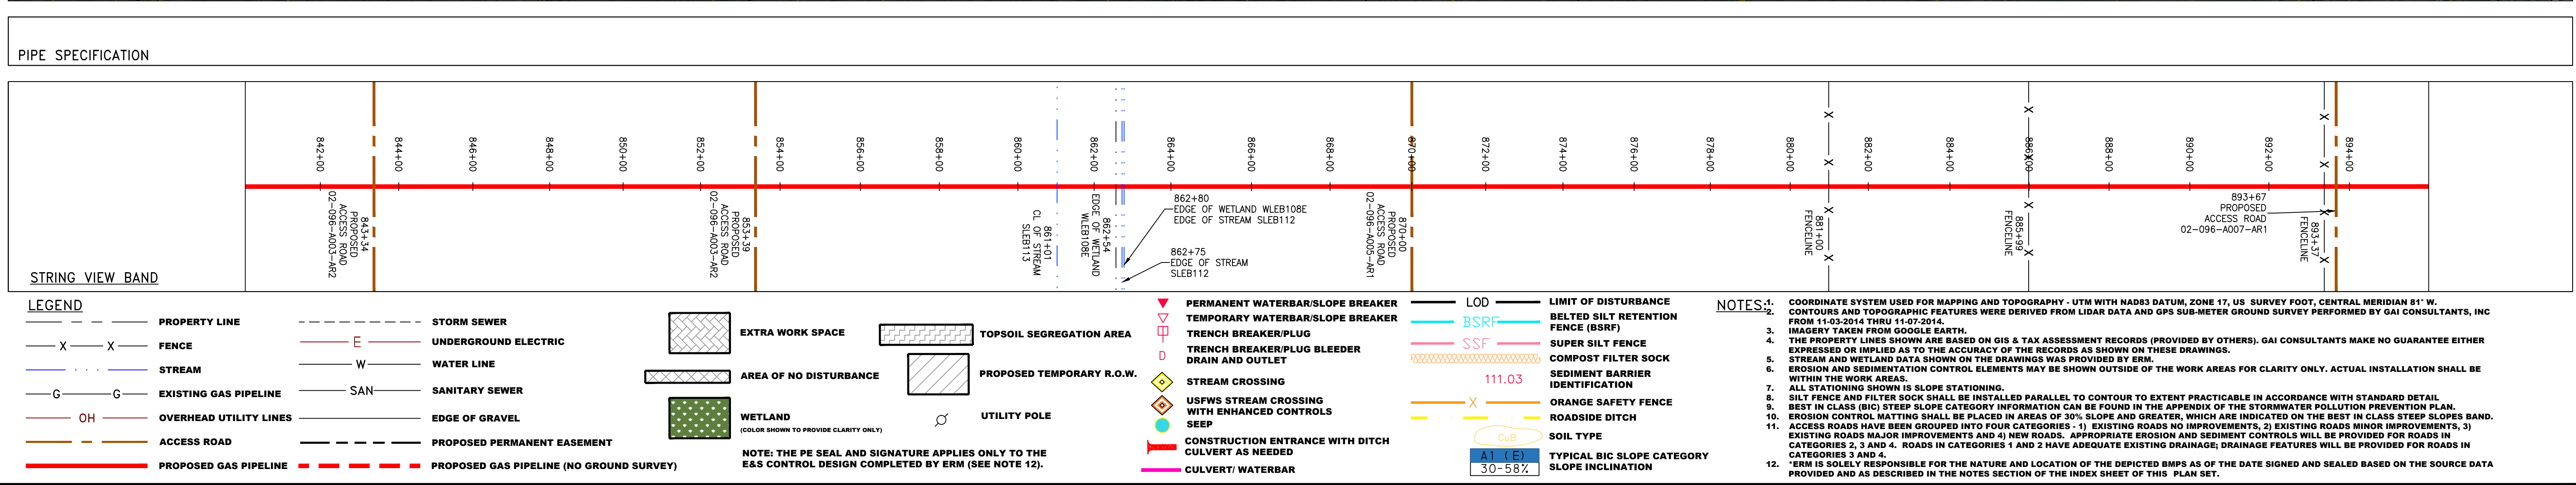 PIPE SPECIFICATION
842+00
844+00
846+00
848+00
850+00
852+00
854+00
856+00
858+00
860+00
862+00
864+00
866+00
868+00
870+00
872+00
874+00
876+00
878+00
880+00
882+00
884+00
886+00
888+00
890+00
892+00
894+00
843+34
PROPOSED
ACCESS ROAD
02-096-A003-AR2
853+39
PROPOSED
ACCESS ROAD
02-096-A003-AR2
861+01
CL OF STREAM
SLEB113
862+54
EDGE OF WETLAND
WLEB108E
862+80
EDGE OF WETLAND WLEB108E
EDGE OF STREAM SLEB112
862+75
EDGE OF STREAM
SLEB112
870+00
PROPOSED
ACCESS ROAD
02-096-A005-AR1
881+00
FENCELINE
885+99
FENCELINE
893+67
PROPOSED
ACCESS ROAD
02-096-A007-AR1
893+37
FENCELINE
STRING VIEW BAND
LEGEND
PROPERTY LINE
X X FENCE
STREAM
G G EXISTING GAS PIPELINE
OH OVERHEAD UTILITY LINES
ACCESS ROAD
PROPOSED GAS PIPELINE
STORM SEWER
E UNDERGROUND ELECTRIC
W WATER LINE
SAN SANITARY SEWER
EDGE OF GRAVEL
PROPOSED PERMANENT EASEMENT
PROPOSED GAS PIPELINE (NO GROUND SURVEY)
EXTRA WORK SPACE
AREA OF NO DISTURBANCE
WETLAND
(COLOR SHOWN TO PROVIDE CLARITY ONLY)
TOPSOIL SEGREGATION AREA
PROPOSED TEMPORARY R.O.W.
UTILITY POLE
NOTE: THE PE SEAL AND SIGNATURE APPLIES ONLY TO THE
E&S CONTROL DESIGN COMPLETED BY ERM (SEE NOTE 12).
PERMANENT WATERBAR/SLOPE BREAKER
TEMPORARY WATERBAR/SLOPE BREAKER
TRENCH BREAKER/PLUG
D TRENCH BREAKER/PLUG BLEEDER
DRAIN AND OUTLET
STREAM CROSSING
USFWS STREAM CROSSING
WITH ENHANCED CONTROLS
SEEP
CONSTRUCTION ENTRANCE WITH DITCH
CULVERT AS NEEDED
CULVERT/ WATERBAR
LOD LIMIT OF DISTURBANCE
BSRF BELTED SILT RETENTION
FENCE (BSRF)
SSF SUPER SILT FENCE
COMPOST FILTER SOCK
111.03 SEDIMENT BARRIER
IDENTIFICATION
X ORANGE SAFETY FENCE
ROADSIDE DITCH
CuB SOIL TYPE
A1 (E) TYPICAL BIC SLOPE CATEGORY
30-58% SLOPE INCLINATION
NOTES:
1. COORDINATE SYSTEM USED FOR MAPPING AND TOPOGRAPHY - UTM WITH NAD83 DATUM, ZONE 17, US SURVEY FOOT, CENTRAL MERIDIAN 81° W.
2. CONTOURS AND TOPOGRAPHIC FEATURES WERE DERIVED FROM LIDAR DATA AND GPS SUB-METER GROUND SURVEY PERFORMED BY GAI CONSULTANTS, INC
FROM 11-03-2014 THRU 11-07-2014.
3. IMAGERY TAKEN FROM GOOGLE EARTH.
4. THE PROPERTY LINES SHOWN ARE BASED ON GIS & TAX ASSESSMENT RECORDS (PROVIDED BY OTHERS). GAI CONSULTANTS MAKE NO GUARANTEE EITHER
EXPRESSED OR IMPLIED AS TO THE ACCURACY OF THE RECORDS AS SHOWN ON THESE DRAWINGS.
5. STREAM AND WETLAND DATA SHOWN ON THE DRAWINGS WAS PROVIDED BY ERM.
6. EROSION AND SEDIMENTATION CONTROL ELEMENTS MAY BE SHOWN OUTSIDE OF THE WORK AREAS FOR CLARITY ONLY. ACTUAL INSTALLATION SHALL BE
WITHIN THE WORK AREAS.
7. ALL STATIONING SHOWN IS SLOPE STATIONING.
8. SILT FENCE AND FILTER SOCK SHALL BE INSTALLED PARALLEL TO CONTOUR TO EXTENT PRACTICABLE IN ACCORDANCE WITH STANDARD DETAIL
9. BEST IN CLASS (BIC) STEEP SLOPE CATEGORY INFORMATION CAN BE FOUND IN THE APPENDIX OF THE STORMWATER POLLUTION PREVENTION PLAN.
10. EROSION CONTROL MATTING SHALL BE PLACED IN AREAS OF 30% SLOPE AND GREATER, WHICH ARE INDICATED ON THE BEST IN CLASS STEEP SLOPES BAND.
11. ACCESS ROADS HAVE BEEN GROUPED INTO FOUR CATEGORIES - 1) EXISTING ROADS NO IMPROVEMENTS, 2) EXISTING ROADS MINOR IMPROVEMENTS, 3)
EXISTING ROADS MAJOR IMPROVEMENTS AND 4) NEW ROADS. APPROPRIATE EROSION AND SEDIMENT CONTROLS WILL BE PROVIDED FOR ROADS IN
CATEGORIES 2, 3 AND 4. ROADS IN CATEGORIES 1 AND 2 HAVE ADEQUATE EXISTING DRAINAGE; DRAINAGE FEATURES WILL BE PROVIDED FOR ROADS IN
CATEGORIES 3 AND 4.
12. *ERM IS SOLELY RESPONSIBLE FOR THE NATURE AND LOCATION OF THE DEPICTED BMPS AS OF THE DATE SIGNED AND SEALED BASED ON THE SOURCE DATA
PROVIDED AND AS DESCRIBED IN THE NOTES SECTION OF THE INDEX SHEET OF THIS PLAN SET.